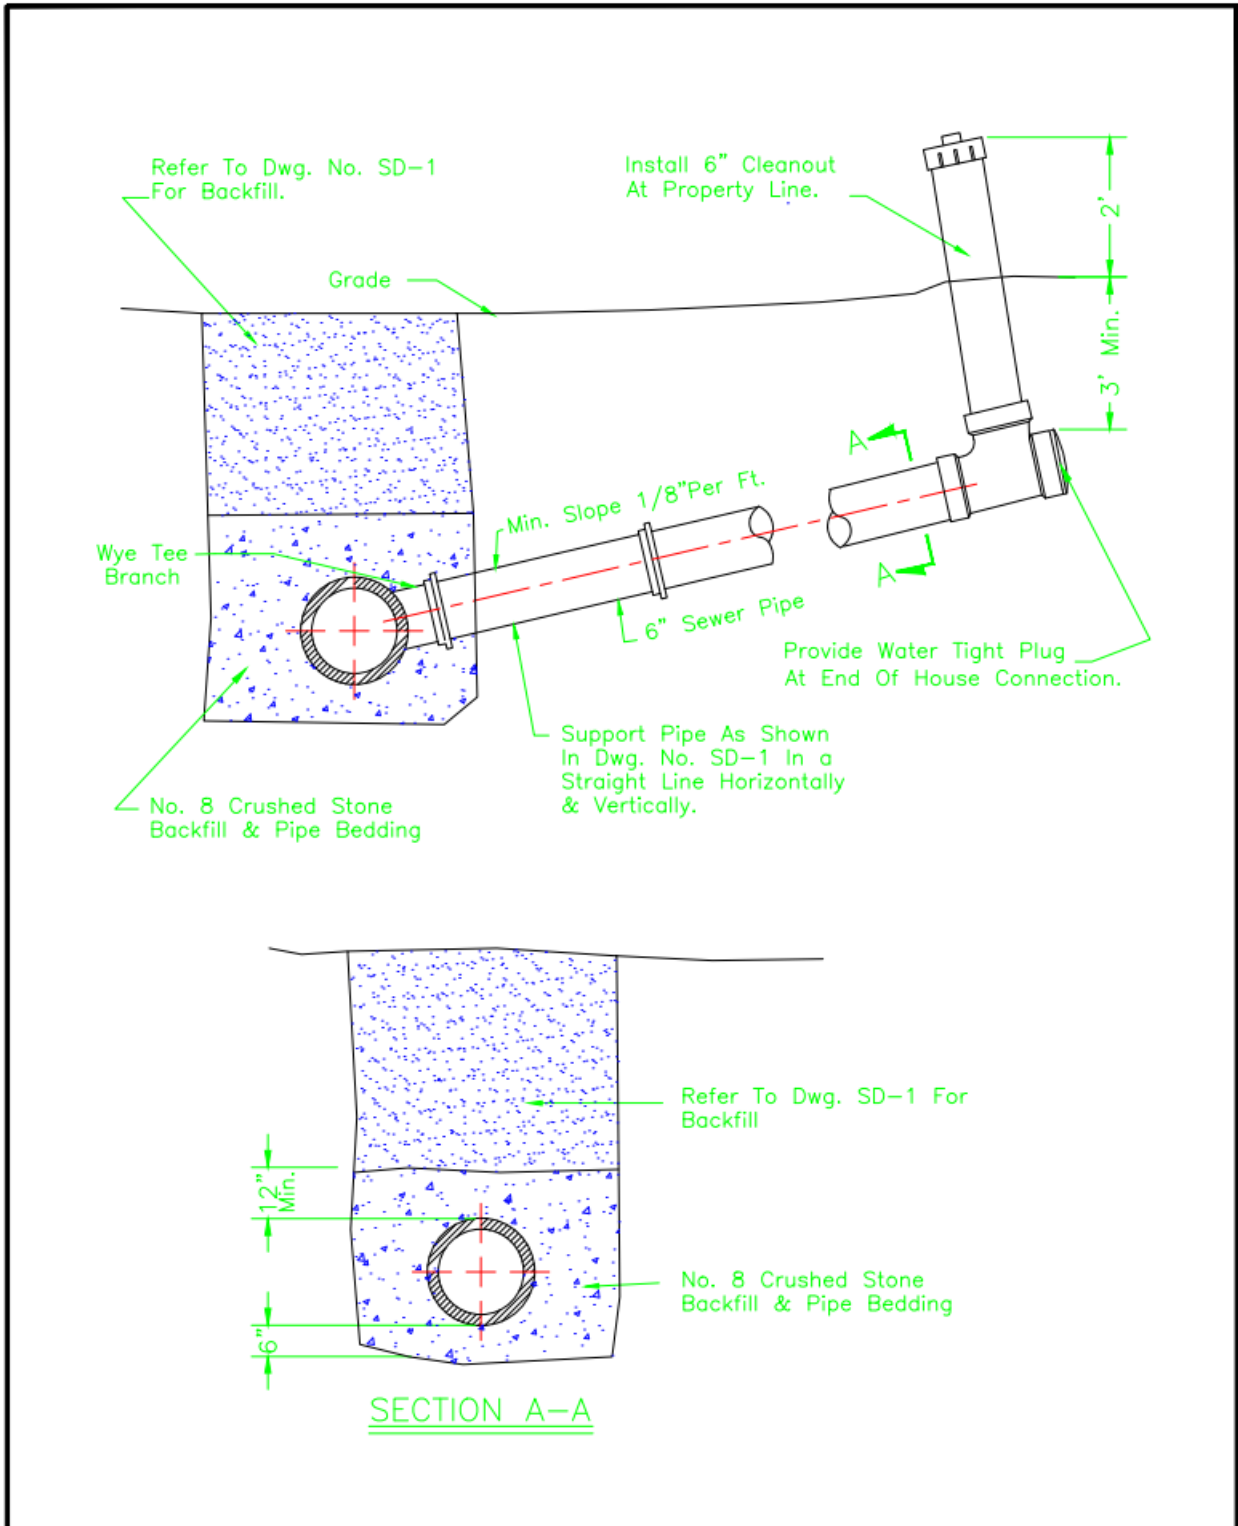 Refer To Dwg. No. SD-1
For Backfill.
Install 6" Cleanout
At Property Line.
2'
Grade
3' Min.
A
Min. Slope 1/8"Per Ft.
Wye Tee
Branch
A
6" Sewer Pipe
Provide Water Tight Plug
At End Of House Connection.
Support Pipe As Shown
In Dwg. No. SD-1 In a
Straight Line Horizontally
& Vertically.
No. 8 Crushed Stone
Backfill & Pipe Bedding
Refer To Dwg. SD-1 For
Backfill
12"
Min.
No. 8 Crushed Stone
Backfill & Pipe Bedding
6"
SECTION A-A